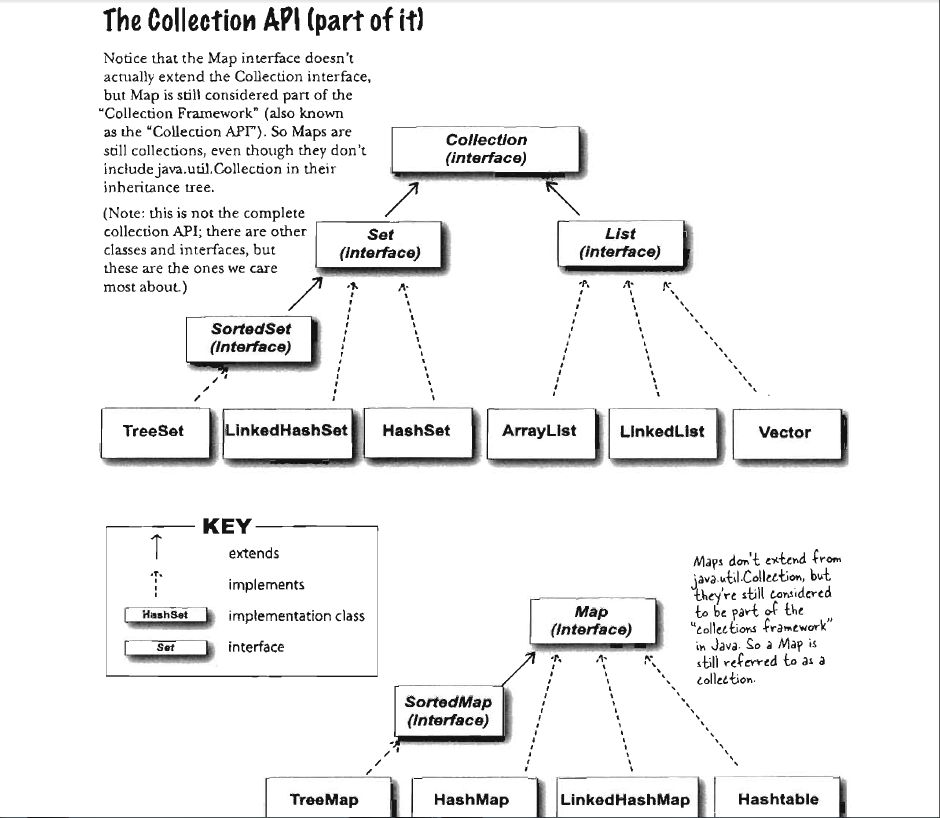 The Collection API (part of it)
Notice that the Map interface doesn't
actually extend the Collection interface,
but Map is still considered part of the
"Collection Framework" (also known
as the "Collection API"). So Maps are
still collections, even though they don't
include java.util.Collection in their
inheritance tree.
(Note: this is not the complete
collection API; there are other
classes and interfaces, but
these are the ones we care
most about.)
Collection
(interface)
Set
(interface)
List
(interface)
SortedSet
(interface)
TreeSet
LinkedHashSet
HashSet
ArrayList
LinkedList
Vector
KEY
extends
implements
HashSet
implementation class
Set
interface
Maps don't extend from
java.util.Collection, but
they're still considered
to be part of the
"collections framework"
in Java. So a Map is
still referred to as a
collection.
Map
(interface)
SortedMap
(interface)
TreeMap
HashMap
LinkedHashMap
Hashtable